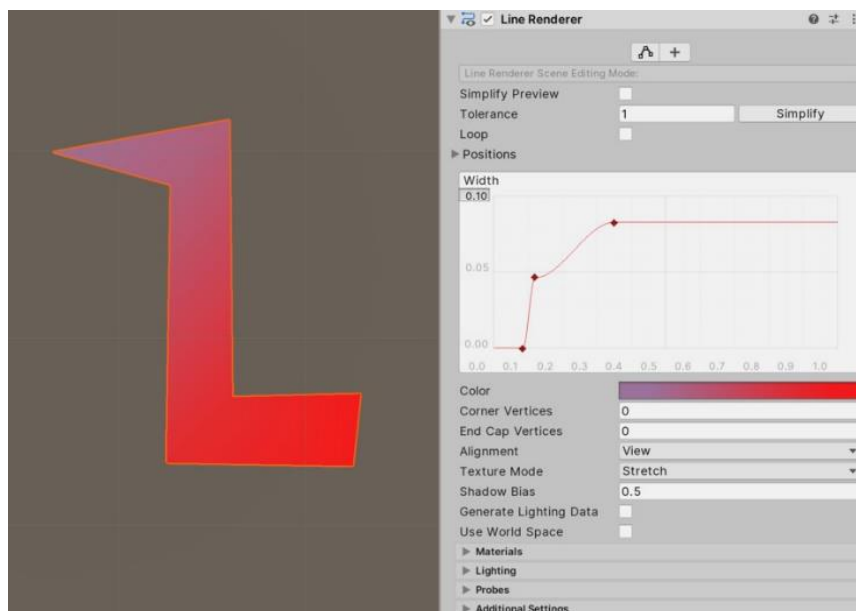 Line Renderer
Line Renderer Scene Editing Mode:
Simplify Preview
Tolerance 1 Simplify
Loop
Positions
Width
0.10
0.05
0.00
0.0 0.1 0.2 0.3 0.4 0.5 0.6 0.7 0.8 0.9 1.0
Color
Corner Vertices 0
End Cap Vertices 0
Alignment View
Texture Mode Stretch
Shadow Bias 0.5
Generate Lighting Data
Use World Space
Materials
Lighting
Probes
Additional Settings